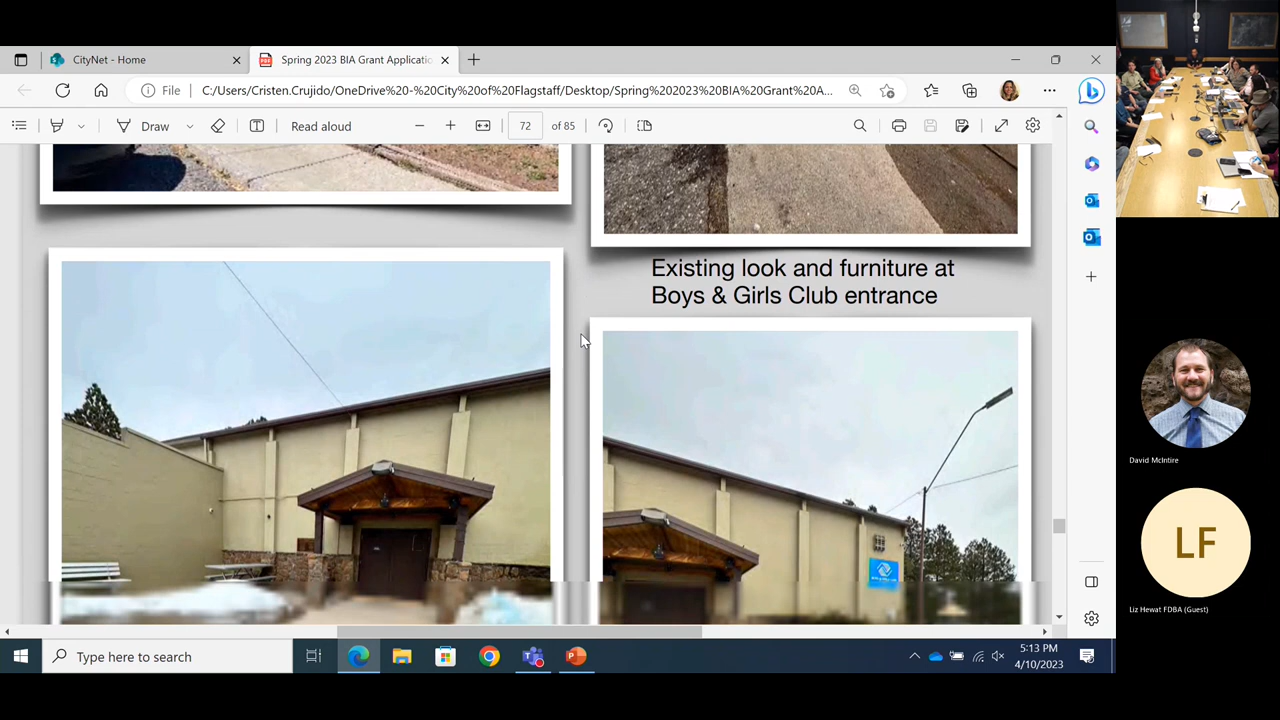 CityNet - Home
Spring 2023 BIA Grant Applicatio
File
C:/Users/Cristen.Crujido/OneDrive%20-%20City%20of%20Flagstaff/Desktop/Spring%202023%20BIA%20Grant%20A...
Draw
Read aloud
72
of 85
Existing look and furniture at
Boys & Girls Club entrance
David McIntire
LF
Liz Hewat FDBA (Guest)
Type here to search
5:13 PM
4/10/2023